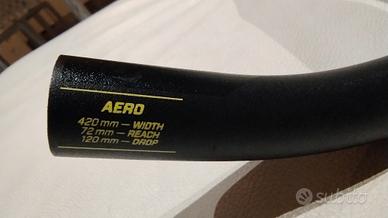 AERO
420 mm — WIDTH
72 mm — REACH
120 mm — DROP
subito